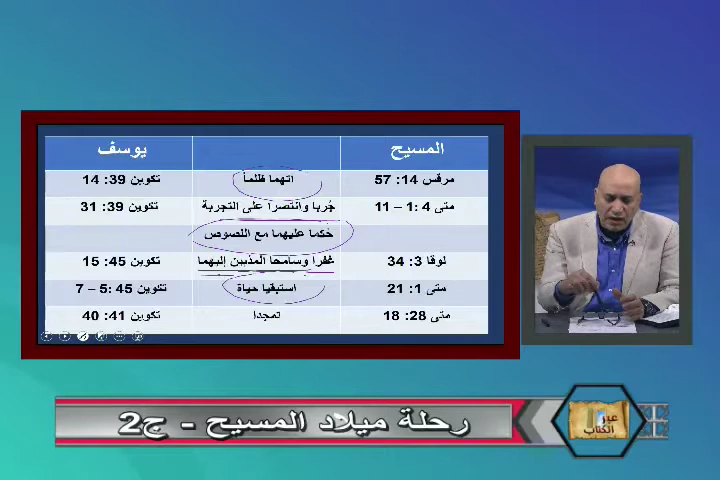 المسيح يوسف
مرقس 14: 57 اتهما ظلماً تكوين 39: 14
متى 4: 1 – 11 جُربا وانتصرا على التجربة تكوين 39: 31
حُكما عليهما مع اللصوص
لوقا 3: 34 غفرا وسامحا المذنبين إليهما تكوين 45: 15
متى 1: 21 استبقيا حياة تكوين 45: 5 – 7
متى 28: 18 تمجدا تكوين 41: 40
رحلة ميلاد المسيح - ج2
عبر الكتاب